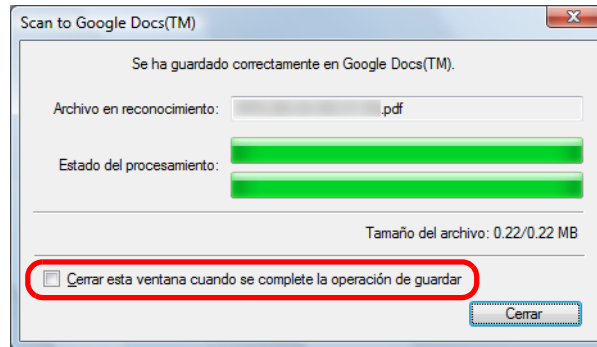 Scan to Google Docs(TM)
Se ha guardado correctamente en Google Docs(TM).
Archivo en reconocimiento: .pdf
Estado del procesamiento:
Tamaño del archivo: 0.22/0.22 MB
Cerrar esta ventana cuando se complete la operación de guardar
Cerrar